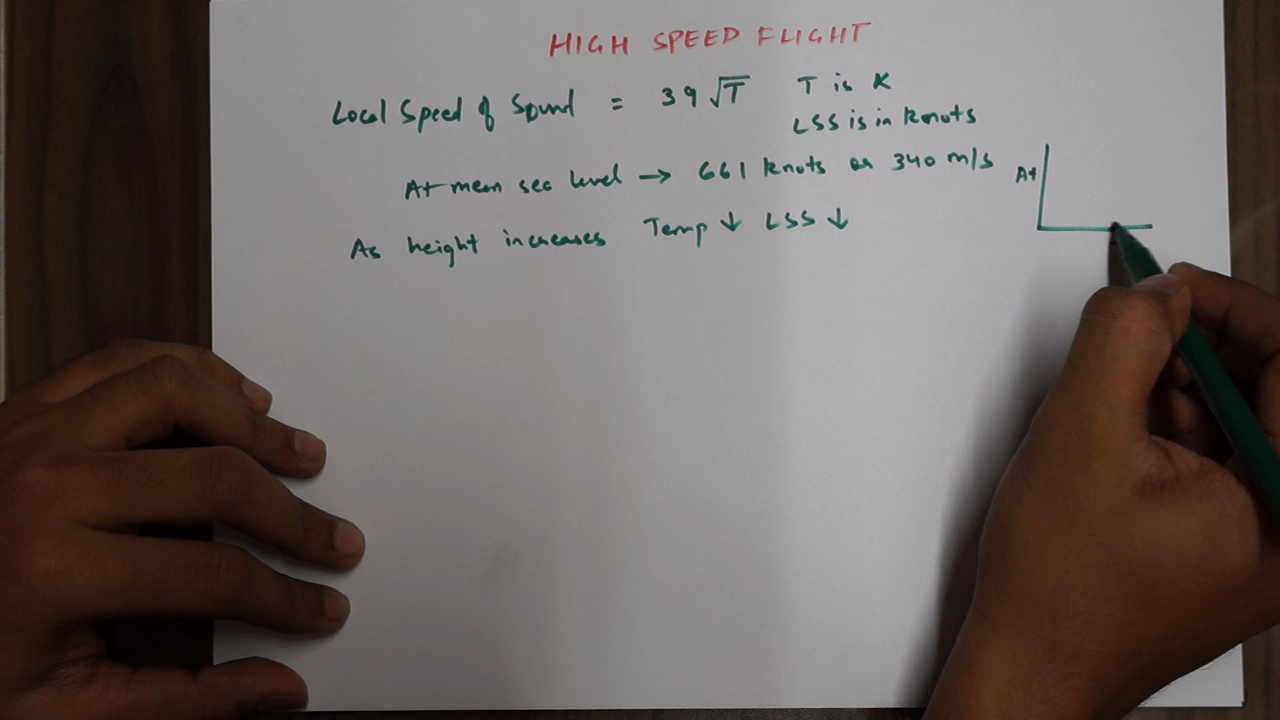 HIGH SPEED FLIGHT
Local Speed of Sound = 39√T T is K
LSS is in knots
At mean sea level → 661 knots or 340 m/s
As height increases Temp ↓ LSS ↓
At